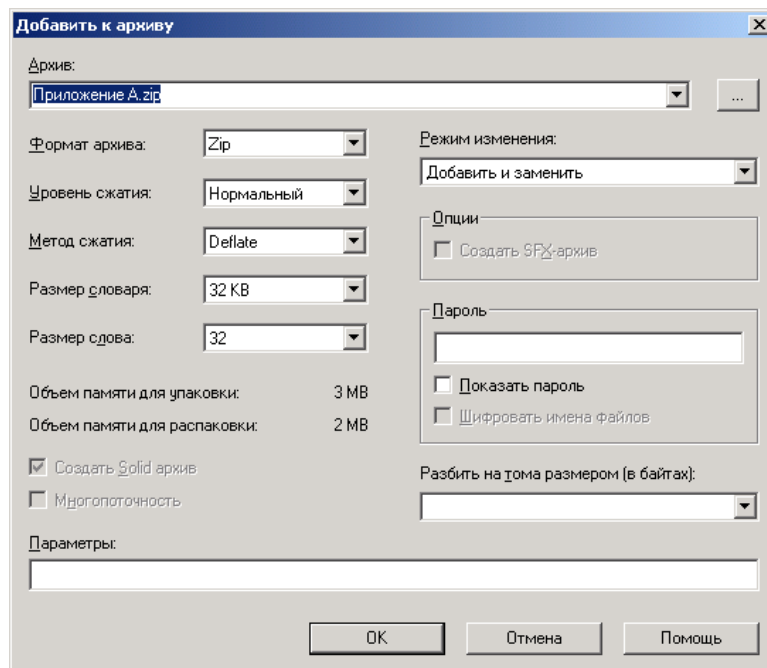 Добавить к архиву
Архив:
Приложение A.zip
...
Формат архива: Zip
Уровень сжатия: Нормальный
Метод сжатия: Deflate
Размер словаря: 32 KB
Размер слова: 32
Объем памяти для упаковки: 3 MB
Объем памяти для распаковки: 2 MB
Создать Solid архив
Многопоточность
Режим изменения:
Добавить и заменить
Опции
Создать SFX-архив
Пароль
Показать пароль
Шифровать имена файлов
Разбить на тома размером (в байтах):
Параметры:
OK Отмена Помощь